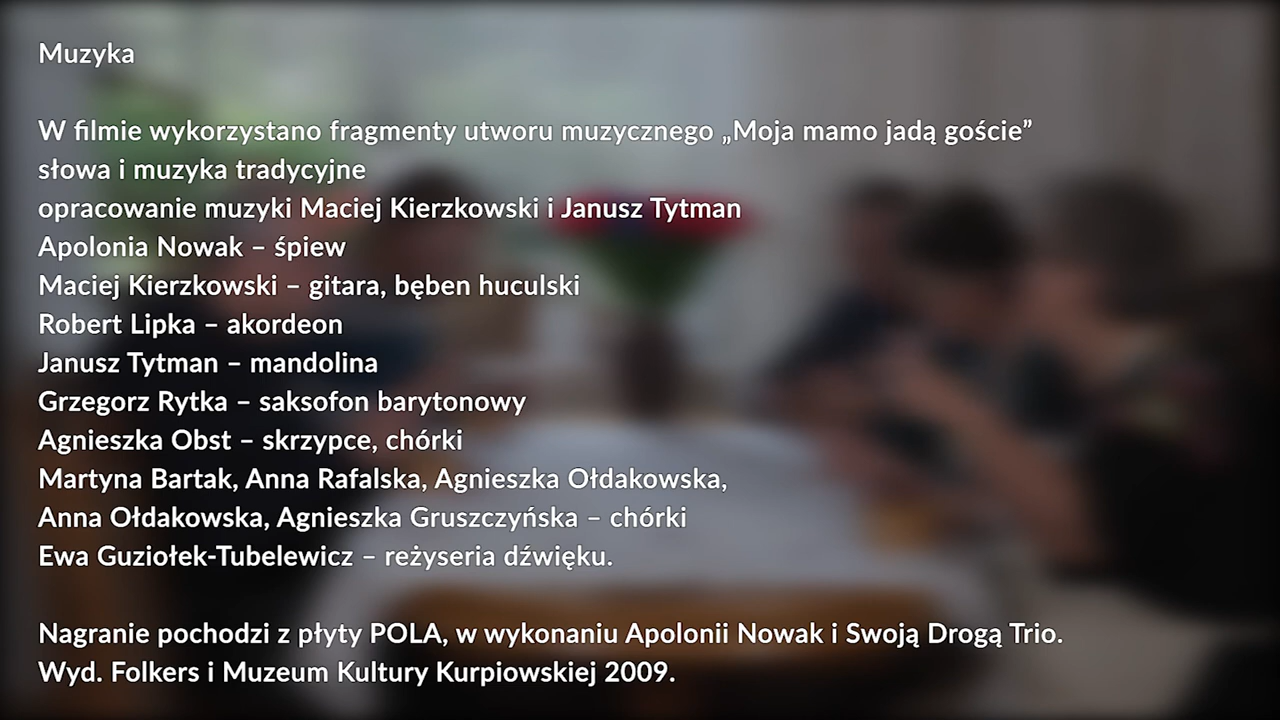 Muzyka
W filmie wykorzystano fragmenty utworu muzycznego „Moja mamo jadą goście”
słowa i muzyka tradycyjne
opracowanie muzyki Maciej Kierzkowski i Janusz Tytman
Apolonia Nowak – śpiew
Maciej Kierzkowski – gitara, bęben huculski
Robert Lipka – akordeon
Janusz Tytman – mandolina
Grzegorz Rytka – saksofon barytonowy
Agnieszka Obst – skrzypce, chórki
Martyna Bartak, Anna Rafalska, Agnieszka Ołdakowska,
Anna Ołdakowska, Agnieszka Gruszczyńska – chórki
Ewa Guziołek-Tubelewicz – reżyseria dźwięku.
Nagranie pochodzi z płyty POLA, w wykonaniu Apolonii Nowak i Swoją Drogą Trio.
Wyd. Folkers i Muzeum Kultury Kurpiowskiej 2009.